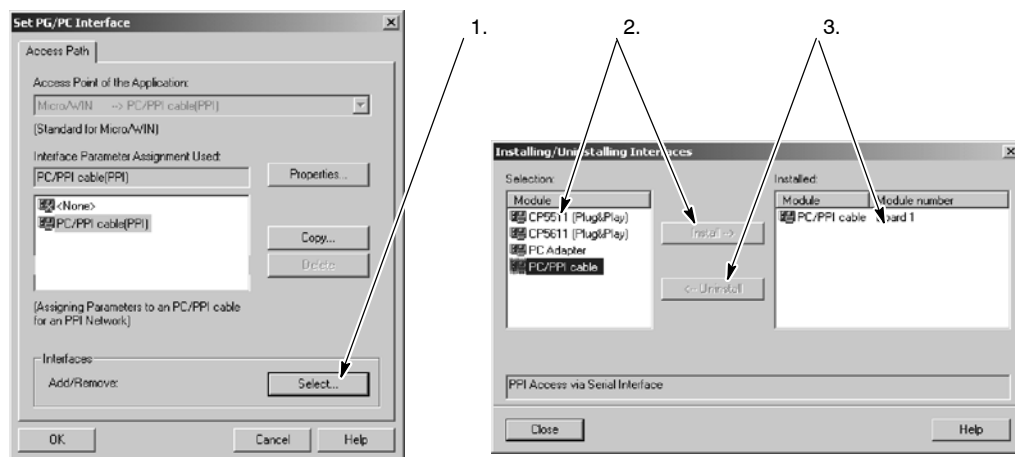 1.
2.
3.
Set PG/PC Interface
Access Path
Access Point of the Application:
Micro/WIN --> PC/PPI cable(PPI)
(Standard for Micro/WIN)
Interface Parameter Assignment Used:
PC/PPI cable(PPI)
Properties...
<None>
PC/PPI cable(PPI)
Copy...
Delete
(Assigning Parameters to an PC/PPI cable
for an PPI Network)
Interfaces
Add/Remove:
Select...
OK
Cancel
Help
Installing/Uninstalling Interfaces
Selection:
Installed:
Module
Module
Module number
CP5511 (Plug&Play)
CP5611 (Plug&Play)
PC Adapter
PC/PPI cable
Install -->
<-- Uninstall
PC/PPI cable
Board 1
PPI Access via Serial Interface
Close
Help